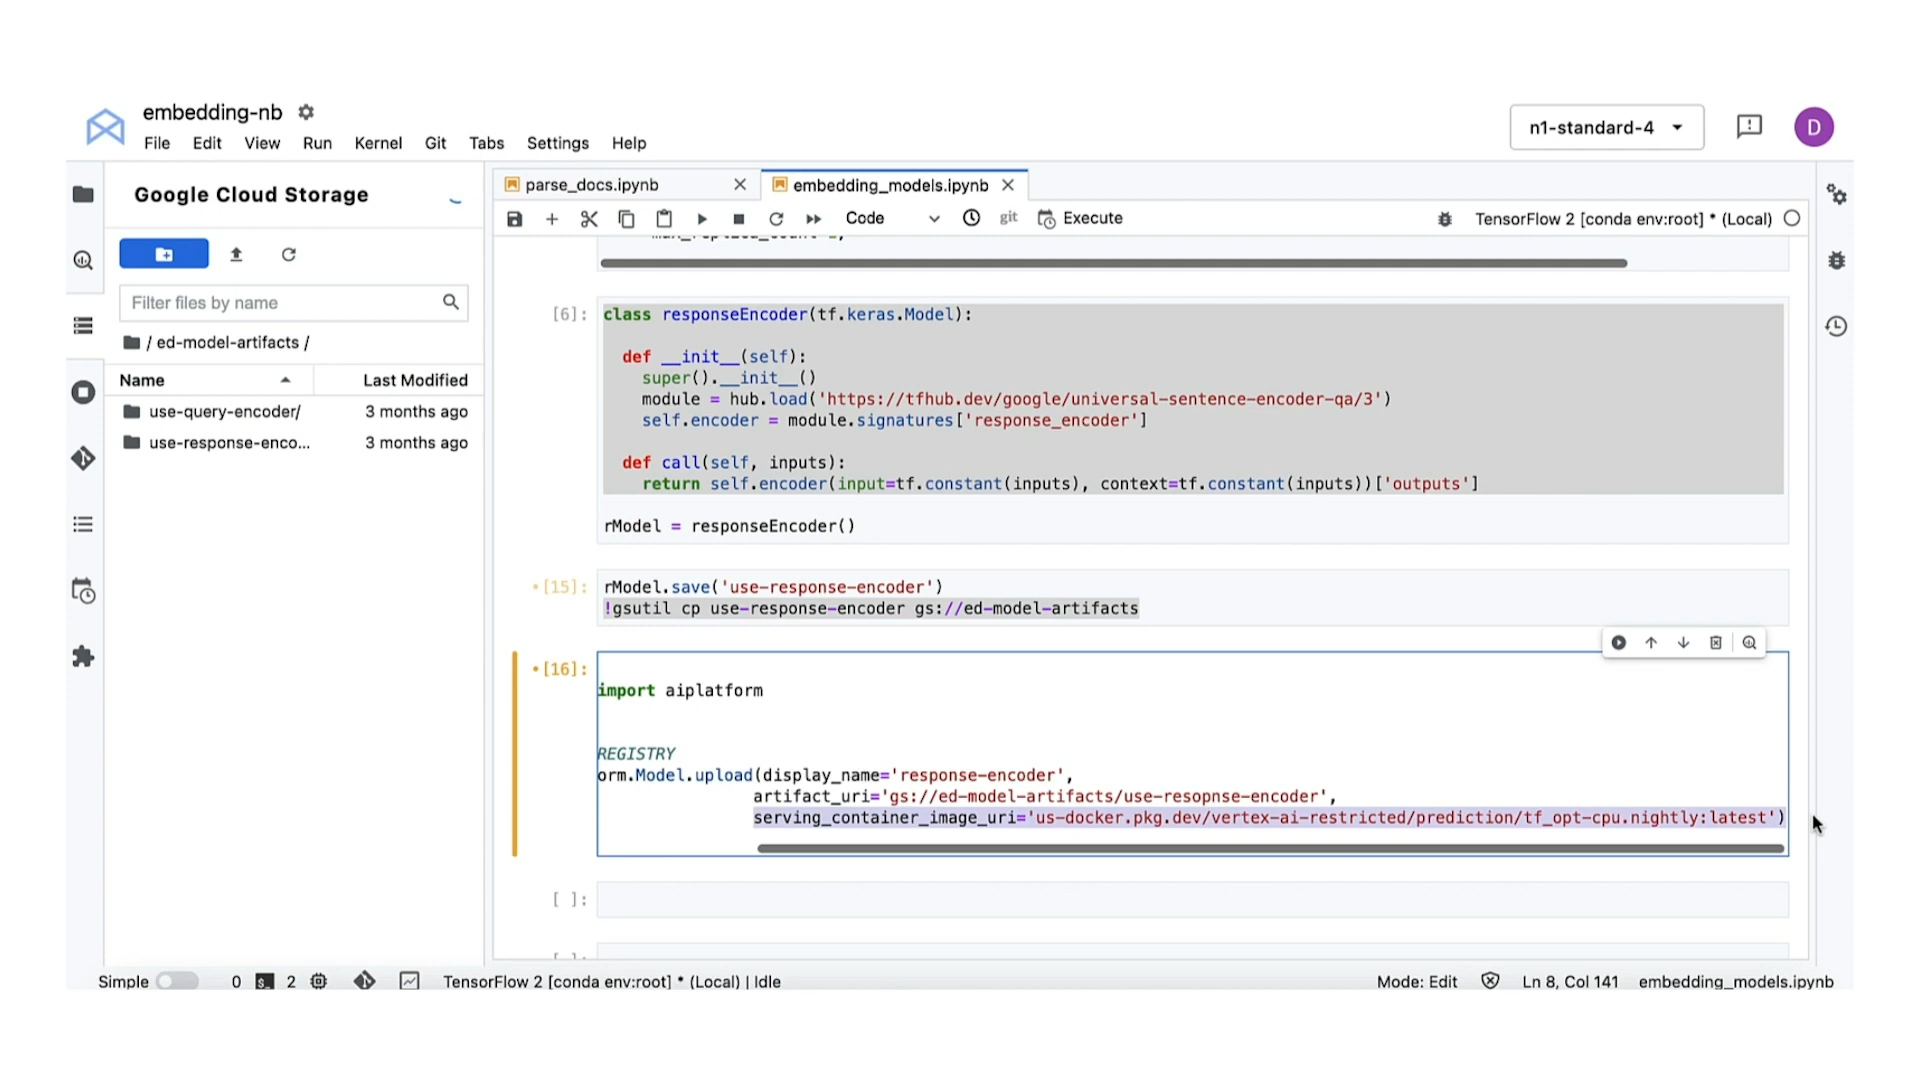 embedding-nb
File Edit View Run Kernel Git Tabs Settings Help
n1-standard-4
D
Google Cloud Storage
Filter files by name
/ ed-model-artifacts /
Name Last Modified
use-query-encoder/ 3 months ago
use-response-enco... 3 months ago
parse_docs.ipynb
embedding_models.ipynb
Code
git
Execute
TensorFlow 2 [conda env:root] * (Local)
[6]:
class responseEncoder(tf.keras.Model):
def __init__(self):
super().__init__()
module = hub.load('https://tfhub.dev/google/universal-sentence-encoder-qa/3')
self.encoder = module.signatures['response_encoder']
def call(self, inputs):
return self.encoder(input=tf.constant(inputs), context=tf.constant(inputs))['outputs']
rModel = responseEncoder()
[15]:
rModel.save('use-response-encoder')
!gsutil cp use-response-encoder gs://ed-model-artifacts
[16]:
import aiplatform
REGISTRY
orm.Model.upload(display_name='response-encoder',
artifact_uri='gs://ed-model-artifacts/use-resopnse-encoder',
serving_container_image_uri='us-docker.pkg.dev/vertex-ai-restricted/prediction/tf_opt-cpu.nightly:latest')
[ ]:
Simple 0 2 TensorFlow 2 [conda env:root] * (Local) | Idle
Mode: Edit Ln 8, Col 141 embedding_models.ipynb